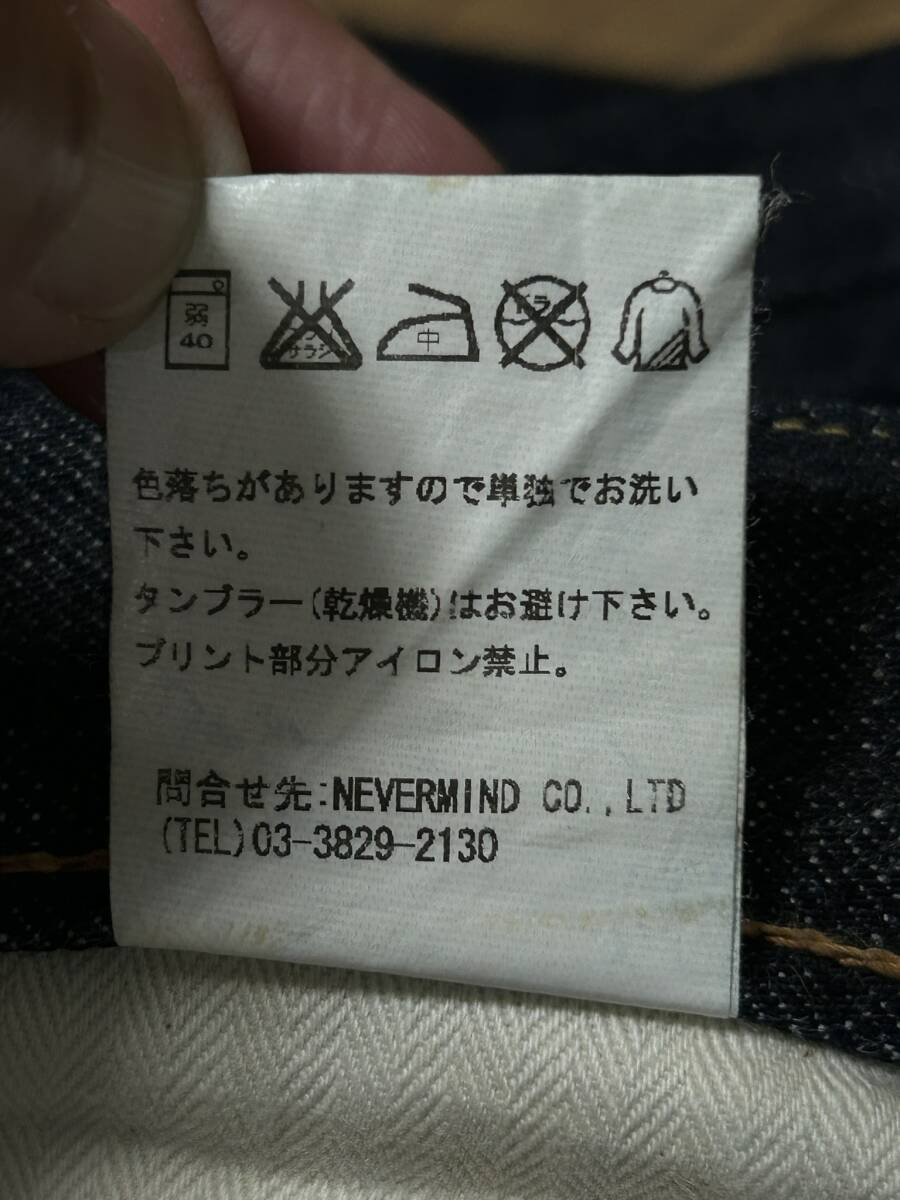 弱
40
サラシ
中
ドライ
色落ちがありますので単独でお洗い
下さい。
タンブラー(乾燥機)はお避け下さい。
プリント部分アイロン禁止。
問合せ先:NEVERMIND CO.,LTD
(TEL)03-3829-2130